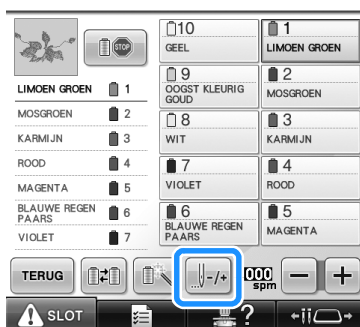 STOP
LIMOEN GROEN 1
MOSGROEN 2
KARMIJN 3
ROOD 4
MAGENTA 5
BLAUWE REGEN
PAARS 6
VIOLET 7
10
GEEL
1
LIMOEN GROEN
9
OOGST KLEURIG
GOUD
2
MOSGROEN
8
WIT
3
KARMIJN
7
VIOLET
4
ROOD
6
BLAUWE REGEN
PAARS
5
MAGENTA
TERUG
-/+
000
spm
- +
SLOT
?